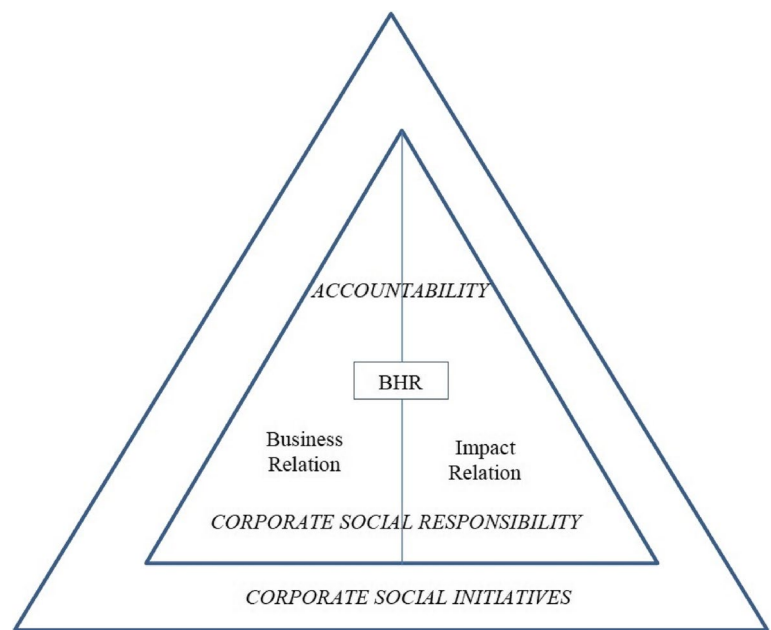 ACCOUNTABILITY
BHR
Business
Relation
Impact
Relation
CORPORATE SOCIAL RESPONSIBILITY
CORPORATE SOCIAL INITIATIVES